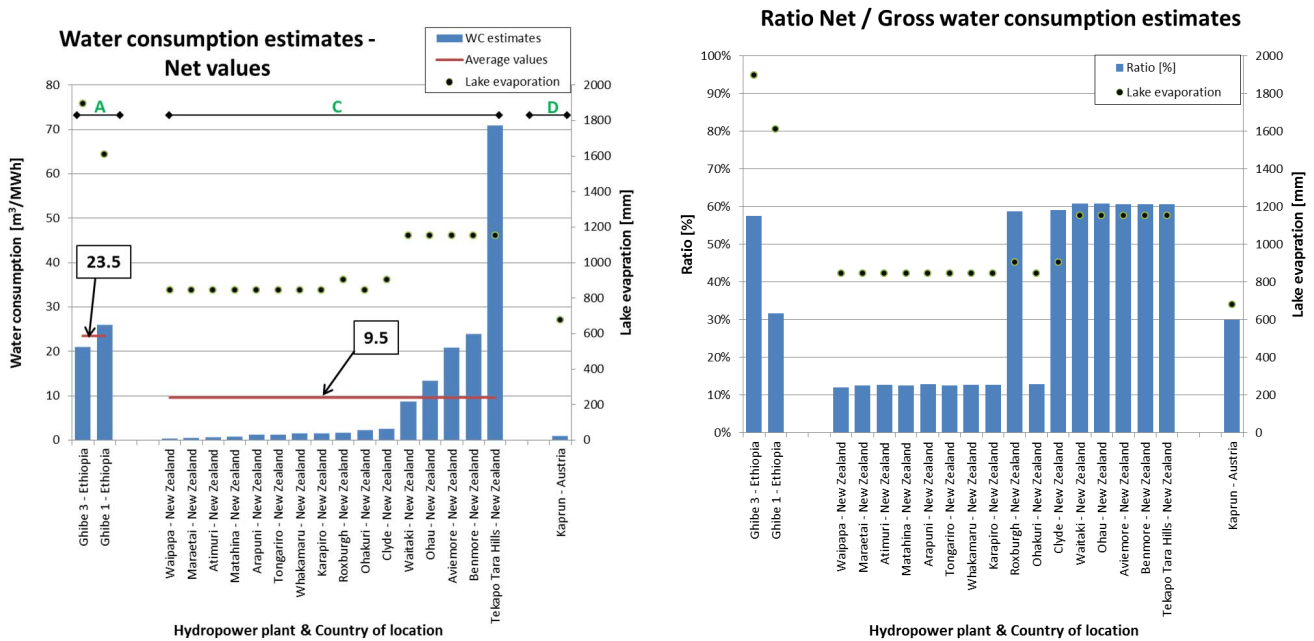 Water consumption estimates -
Net values
WC estimates
Average values
Lake evaporation
80
70
60
50
40
30
20
10
0
Water consumption [m³/MWh]
2000
1800
1600
1400
1200
1000
800
600
400
200
0
Lake evapration [mm]
A
C
D
23.5
9.5
Ghibe 3 - Ethiopia
Ghibe 1 - Ethiopia
Waipapa - New Zealand
Maraetai - New Zealand
Atimuri - New Zealand
Matahina - New Zealand
Arapuni - New Zealand
Tongariro - New Zealand
Whakamaru - New Zealand
Karapiro - New Zealand
Roxburgh - New Zealand
Ohakuri - New Zealand
Clyde - New Zealand
Waitaki - New Zealand
Ohau - New Zealand
Aviemore - New Zealand
Benmore - New Zealand
Tekapo Tara Hills - New Zealand
Kaprun - Austria
Hydropower plant & Country of location
Ratio Net / Gross water consumption estimates
Ratio [%]
Lake evaporation
100%
90%
80%
70%
60%
50%
40%
30%
20%
10%
0%
Ratio [%]
2000
1800
1600
1400
1200
1000
800
600
400
200
0
Lake evaporation [mm]
Ghibe 3 - Ethiopia
Ghibe 1 - Ethiopia
Waipapa - New Zealand
Maraetai - New Zealand
Atimuri - New Zealand
Matahina - New Zealand
Arapuni - New Zealand
Tongariro - New Zealand
Whakamaru - New Zealand
Karapiro - New Zealand
Roxburgh - New Zealand
Ohakuri - New Zealand
Clyde - New Zealand
Waitaki - New Zealand
Ohau - New Zealand
Aviemore - New Zealand
Benmore - New Zealand
Tekapo Tara Hills - New Zealand
Kaprun - Austria
Hydropower plant & Country of location